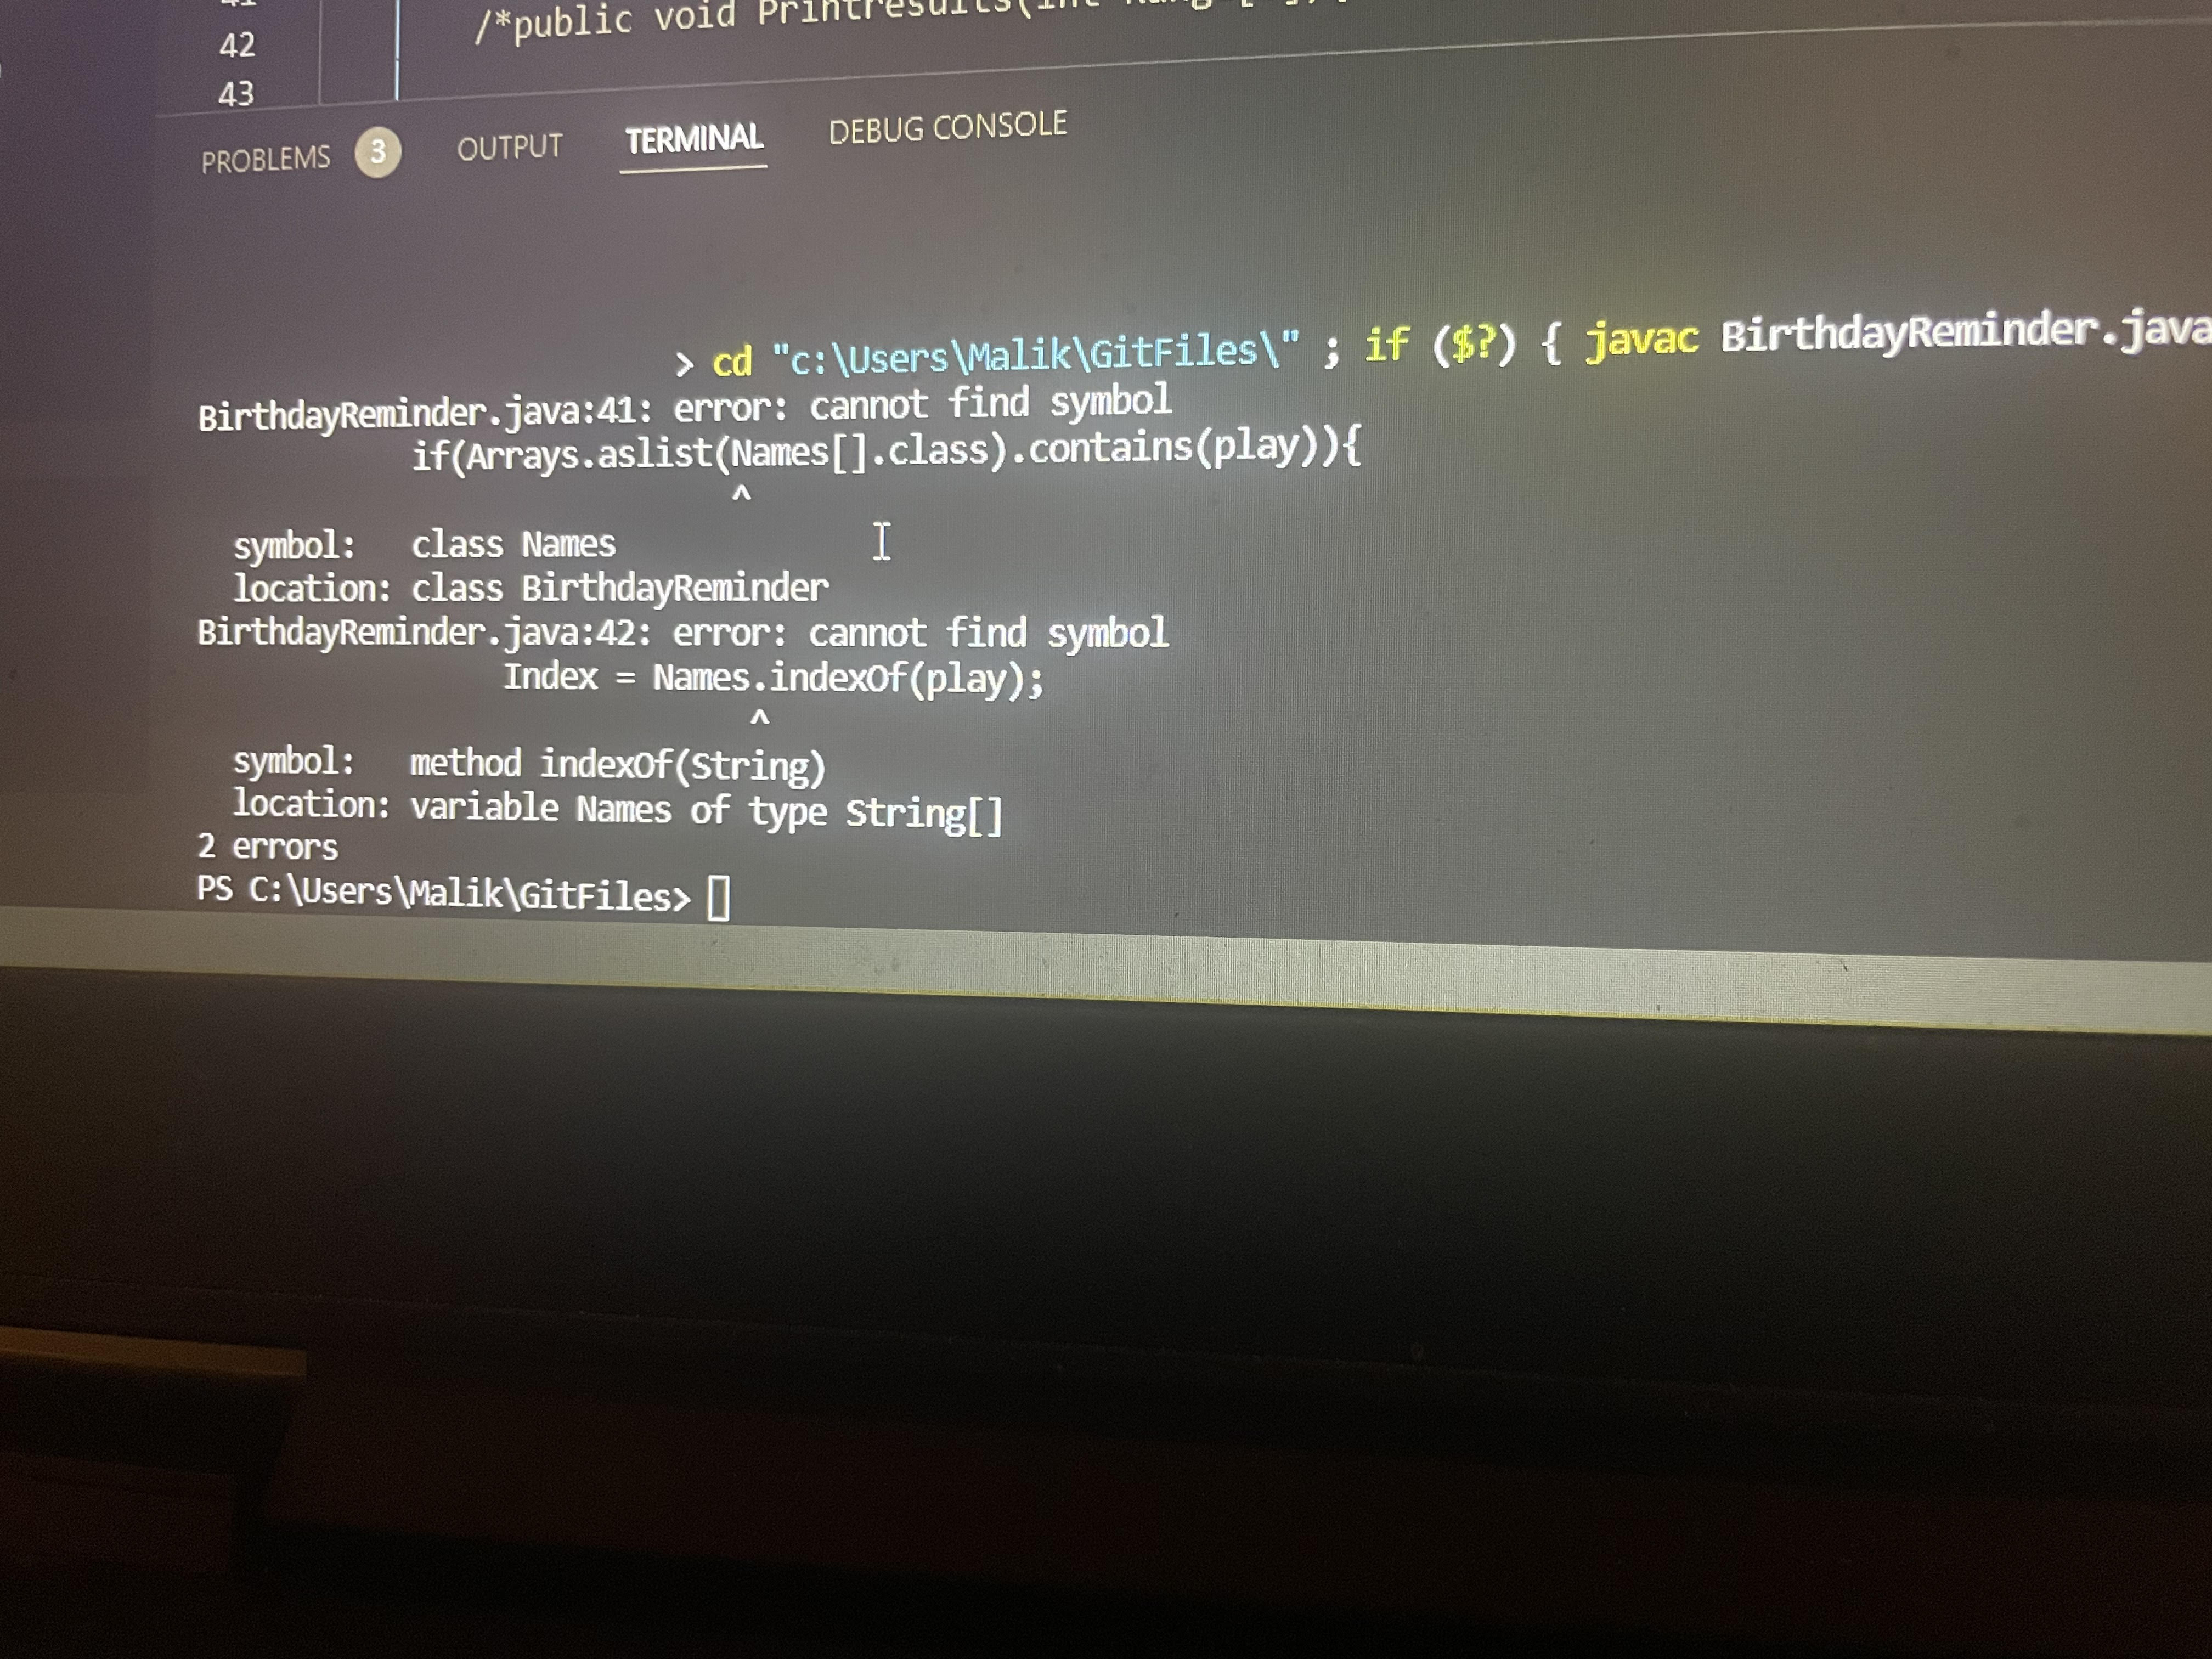 42 /*public void Printresults(int
43
PROBLEMS 3 OUTPUT TERMINAL DEBUG CONSOLE
> cd "c:\Users\Malik\GitFiles\" ; if ($?) { javac BirthdayReminder.java
BirthdayReminder.java:41: error: cannot find symbol
if(Arrays.aslist(Names[].class).contains(play)){
^
symbol: class Names
location: class BirthdayReminder
BirthdayReminder.java:42: error: cannot find symbol
Index = Names.indexOf(play);
^
symbol: method indexOf(String)
location: variable Names of type String[]
2 errors
PS C:\Users\Malik\GitFiles>